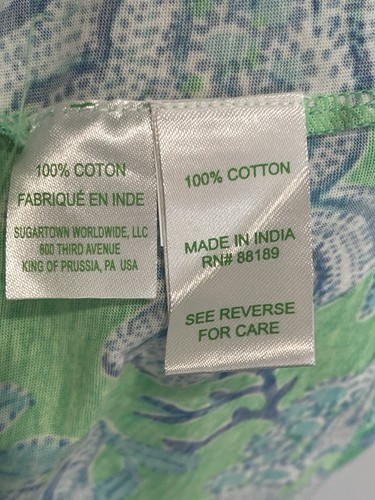 100% COTON
FABRIQUÉ EN INDE
SUGARTOWN WORLDWIDE, LLC
600 THIRD AVENUE
KING OF PRUSSIA, PA USA
100% COTTON
MADE IN INDIA
RN# 88189
SEE REVERSE
FOR CARE